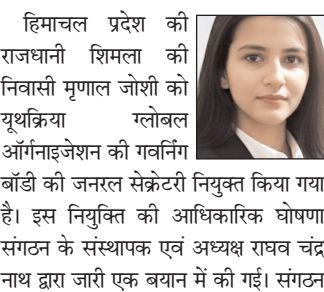 हिमाचल प्रदेश की
राजधानी शिमला की
निवासी मृणाल जोशी को
यूथक्रिया ग्लोबल
ऑर्गनाइजेशन की गवर्निंग
बॉडी की जनरल सेक्रेटरी नियुक्त किया गया
है। इस नियुक्ति की आधिकारिक घोषणा
संगठन के संस्थापक एवं अध्यक्ष राघव चंद्र
नाथ द्वारा जारी एक बयान में की गई। संगठन